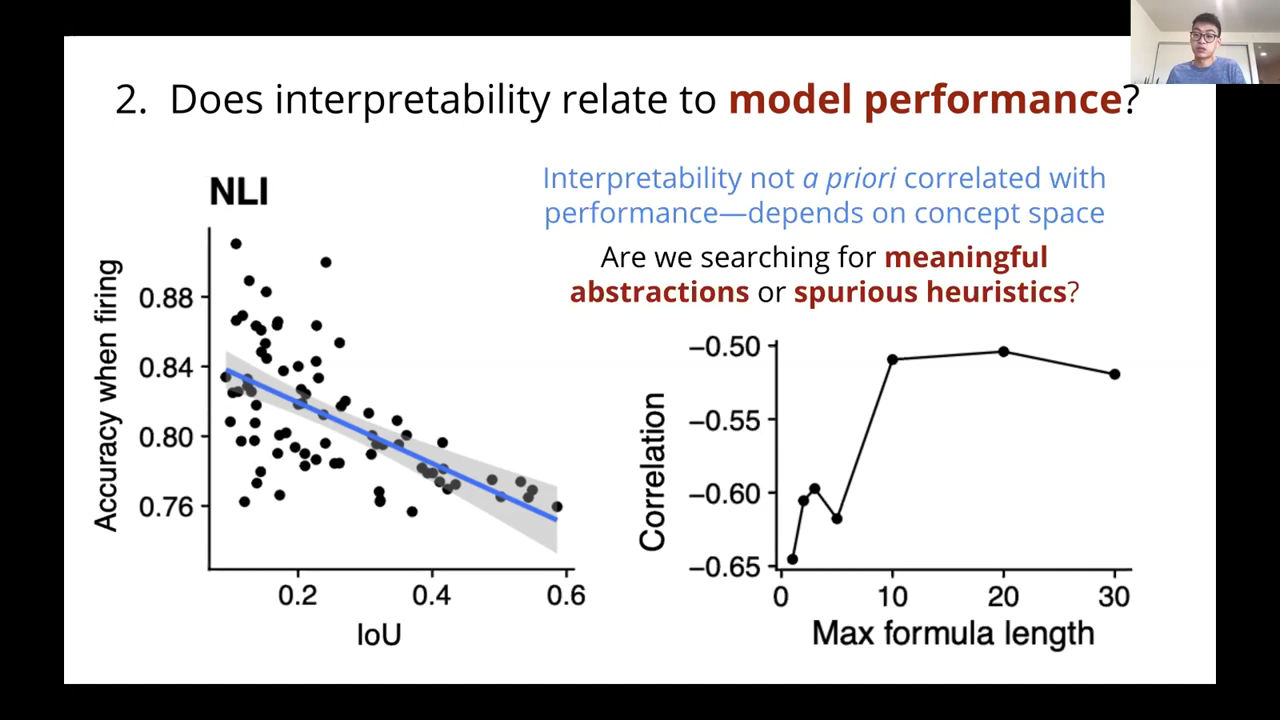 2. Does interpretability relate to model performance?
NLI
Interpretability not a priori correlated with
performance—depends on concept space
Are we searching for meaningful
abstractions or spurious heuristics?
Accuracy when firing
0.88
0.84
0.80
0.76
0.2 0.4 0.6
IoU
Correlation
−0.50
−0.55
−0.60
−0.65
0 10 20 30
Max formula length